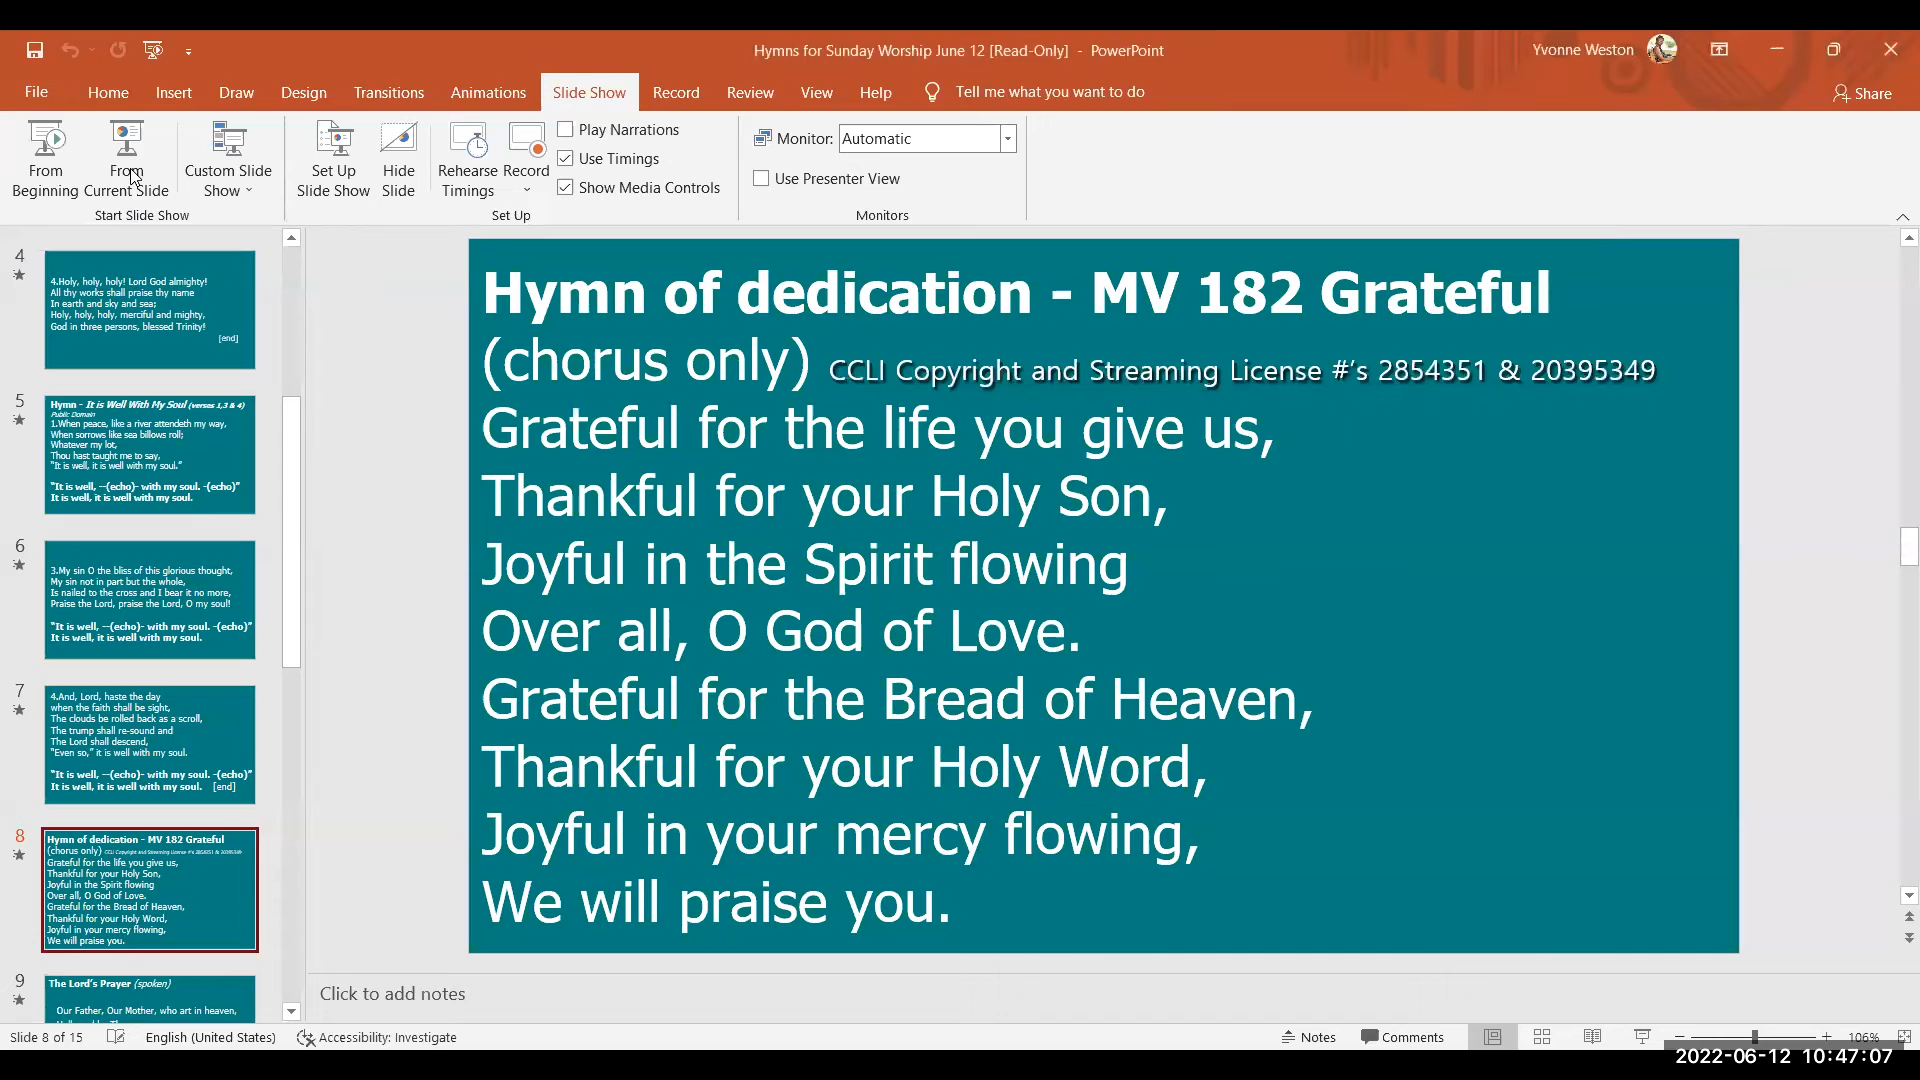 Hymns for Sunday Worship June 12 [Read-Only] - PowerPoint
Yvonne Weston
File Home Insert Draw Design Transitions Animations Slide Show Record Review View Help Tell me what you want to do
Share
From Beginning
From Current Slide
Custom Slide Show
Start Slide Show
Set Up Slide Show
Hide Slide
Rehearse Timings
Record
Play Narrations
Use Timings
Show Media Controls
Set Up
Monitor: Automatic
Use Presenter View
Monitors
4
4.Holy, holy, holy! Lord God almighty!
All thy works shall praise thy name
In earth and sky and sea;
Holy, holy, holy, merciful and mighty,
God in three persons, blessed Trinity!
[end]
5
Hymn - It is Well With My Soul (verses 1,3 & 4)
Public Domain
1.When peace, like a river attendeth my way,
When sorrows like sea billows roll;
Whatever my lot,
Thou hast taught me to say,
"It is well, it is well with my soul."
"It is well, --(echo)- with my soul. -(echo)"
It is well, it is well with my soul.
6
3.My sin O the bliss of this glorious thought,
My sin not in part but the whole,
Is nailed to the cross and I bear it no more,
Praise the Lord, praise the Lord, O my soul!
"It is well, --(echo)- with my soul. -(echo)"
It is well, it is well with my soul.
7
4.And, Lord, haste the day
when the faith shall be sight,
The clouds be rolled back as a scroll,
The trump shall re-sound and
The Lord shall descend,
"Even so," it is well with my soul.
"It is well, --(echo)- with my soul. -(echo)"
It is well, it is well with my soul. [end]
8
Hymn of dedication - MV 182 Grateful
(chorus only) CCLI Copyright and Streaming License #'s 2854351 & 20395349
Grateful for the life you give us,
Thankful for your Holy Son,
Joyful in the Spirit flowing
Over all, O God of Love.
Grateful for the Bread of Heaven,
Thankful for your Holy Word,
Joyful in your mercy flowing,
We will praise you.
9
The Lord's Prayer (spoken)
Our Father, Our Mother, who art in heaven,
Hymn of dedication - MV 182 Grateful
(chorus only) CCLI Copyright and Streaming License #'s 2854351 & 20395349
Grateful for the life you give us,
Thankful for your Holy Son,
Joyful in the Spirit flowing
Over all, O God of Love.
Grateful for the Bread of Heaven,
Thankful for your Holy Word,
Joyful in your mercy flowing,
We will praise you.
Click to add notes
Slide 8 of 15 English (United States) Accessibility: Investigate Notes Comments 106%
2022-06-12 10:47:07